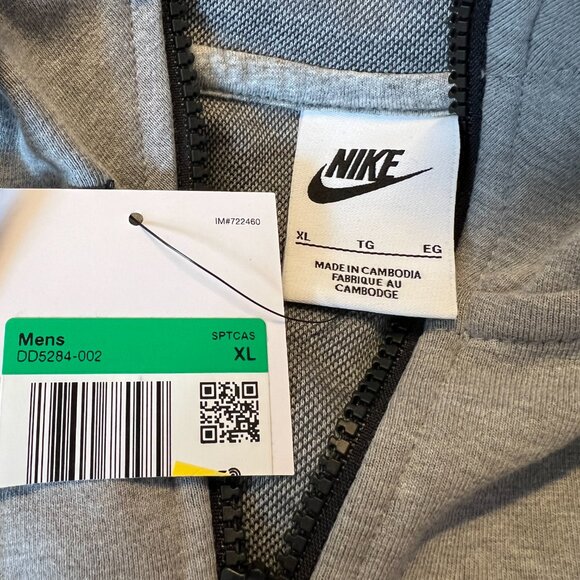 NIKE
XL TG EG
MADE IN CAMBODIA
FABRIQUE AU
CAMBODGE
IM#722460
Mens SPTCAS
DD5284-002 XL